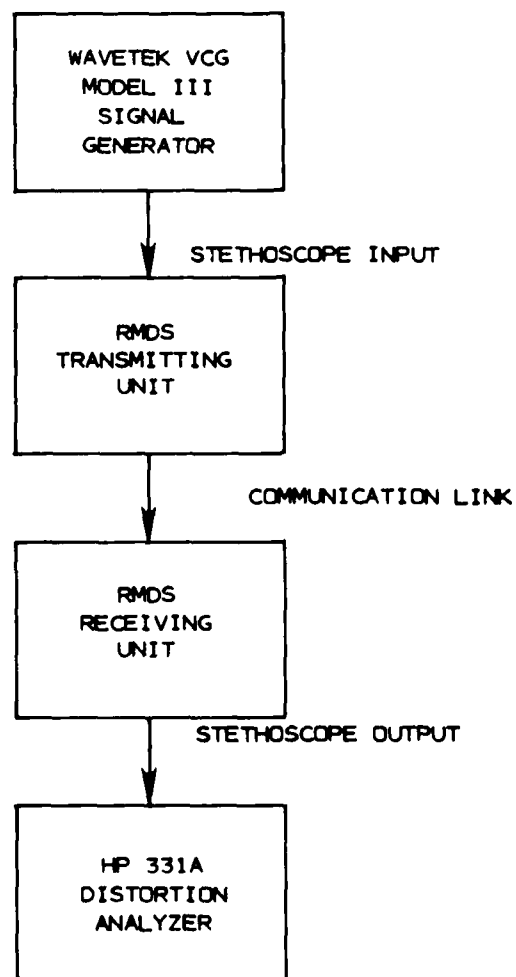 WAVETEK VCG
MODEL III
SIGNAL
GENERATOR
STETHOSCOPE INPUT
RMDS
TRANSMITTING
UNIT
COMMUNICATION LINK
RMDS
RECEIVING
UNIT
STETHOSCOPE OUTPUT
HP 331A
DISTORTION
ANALYZER